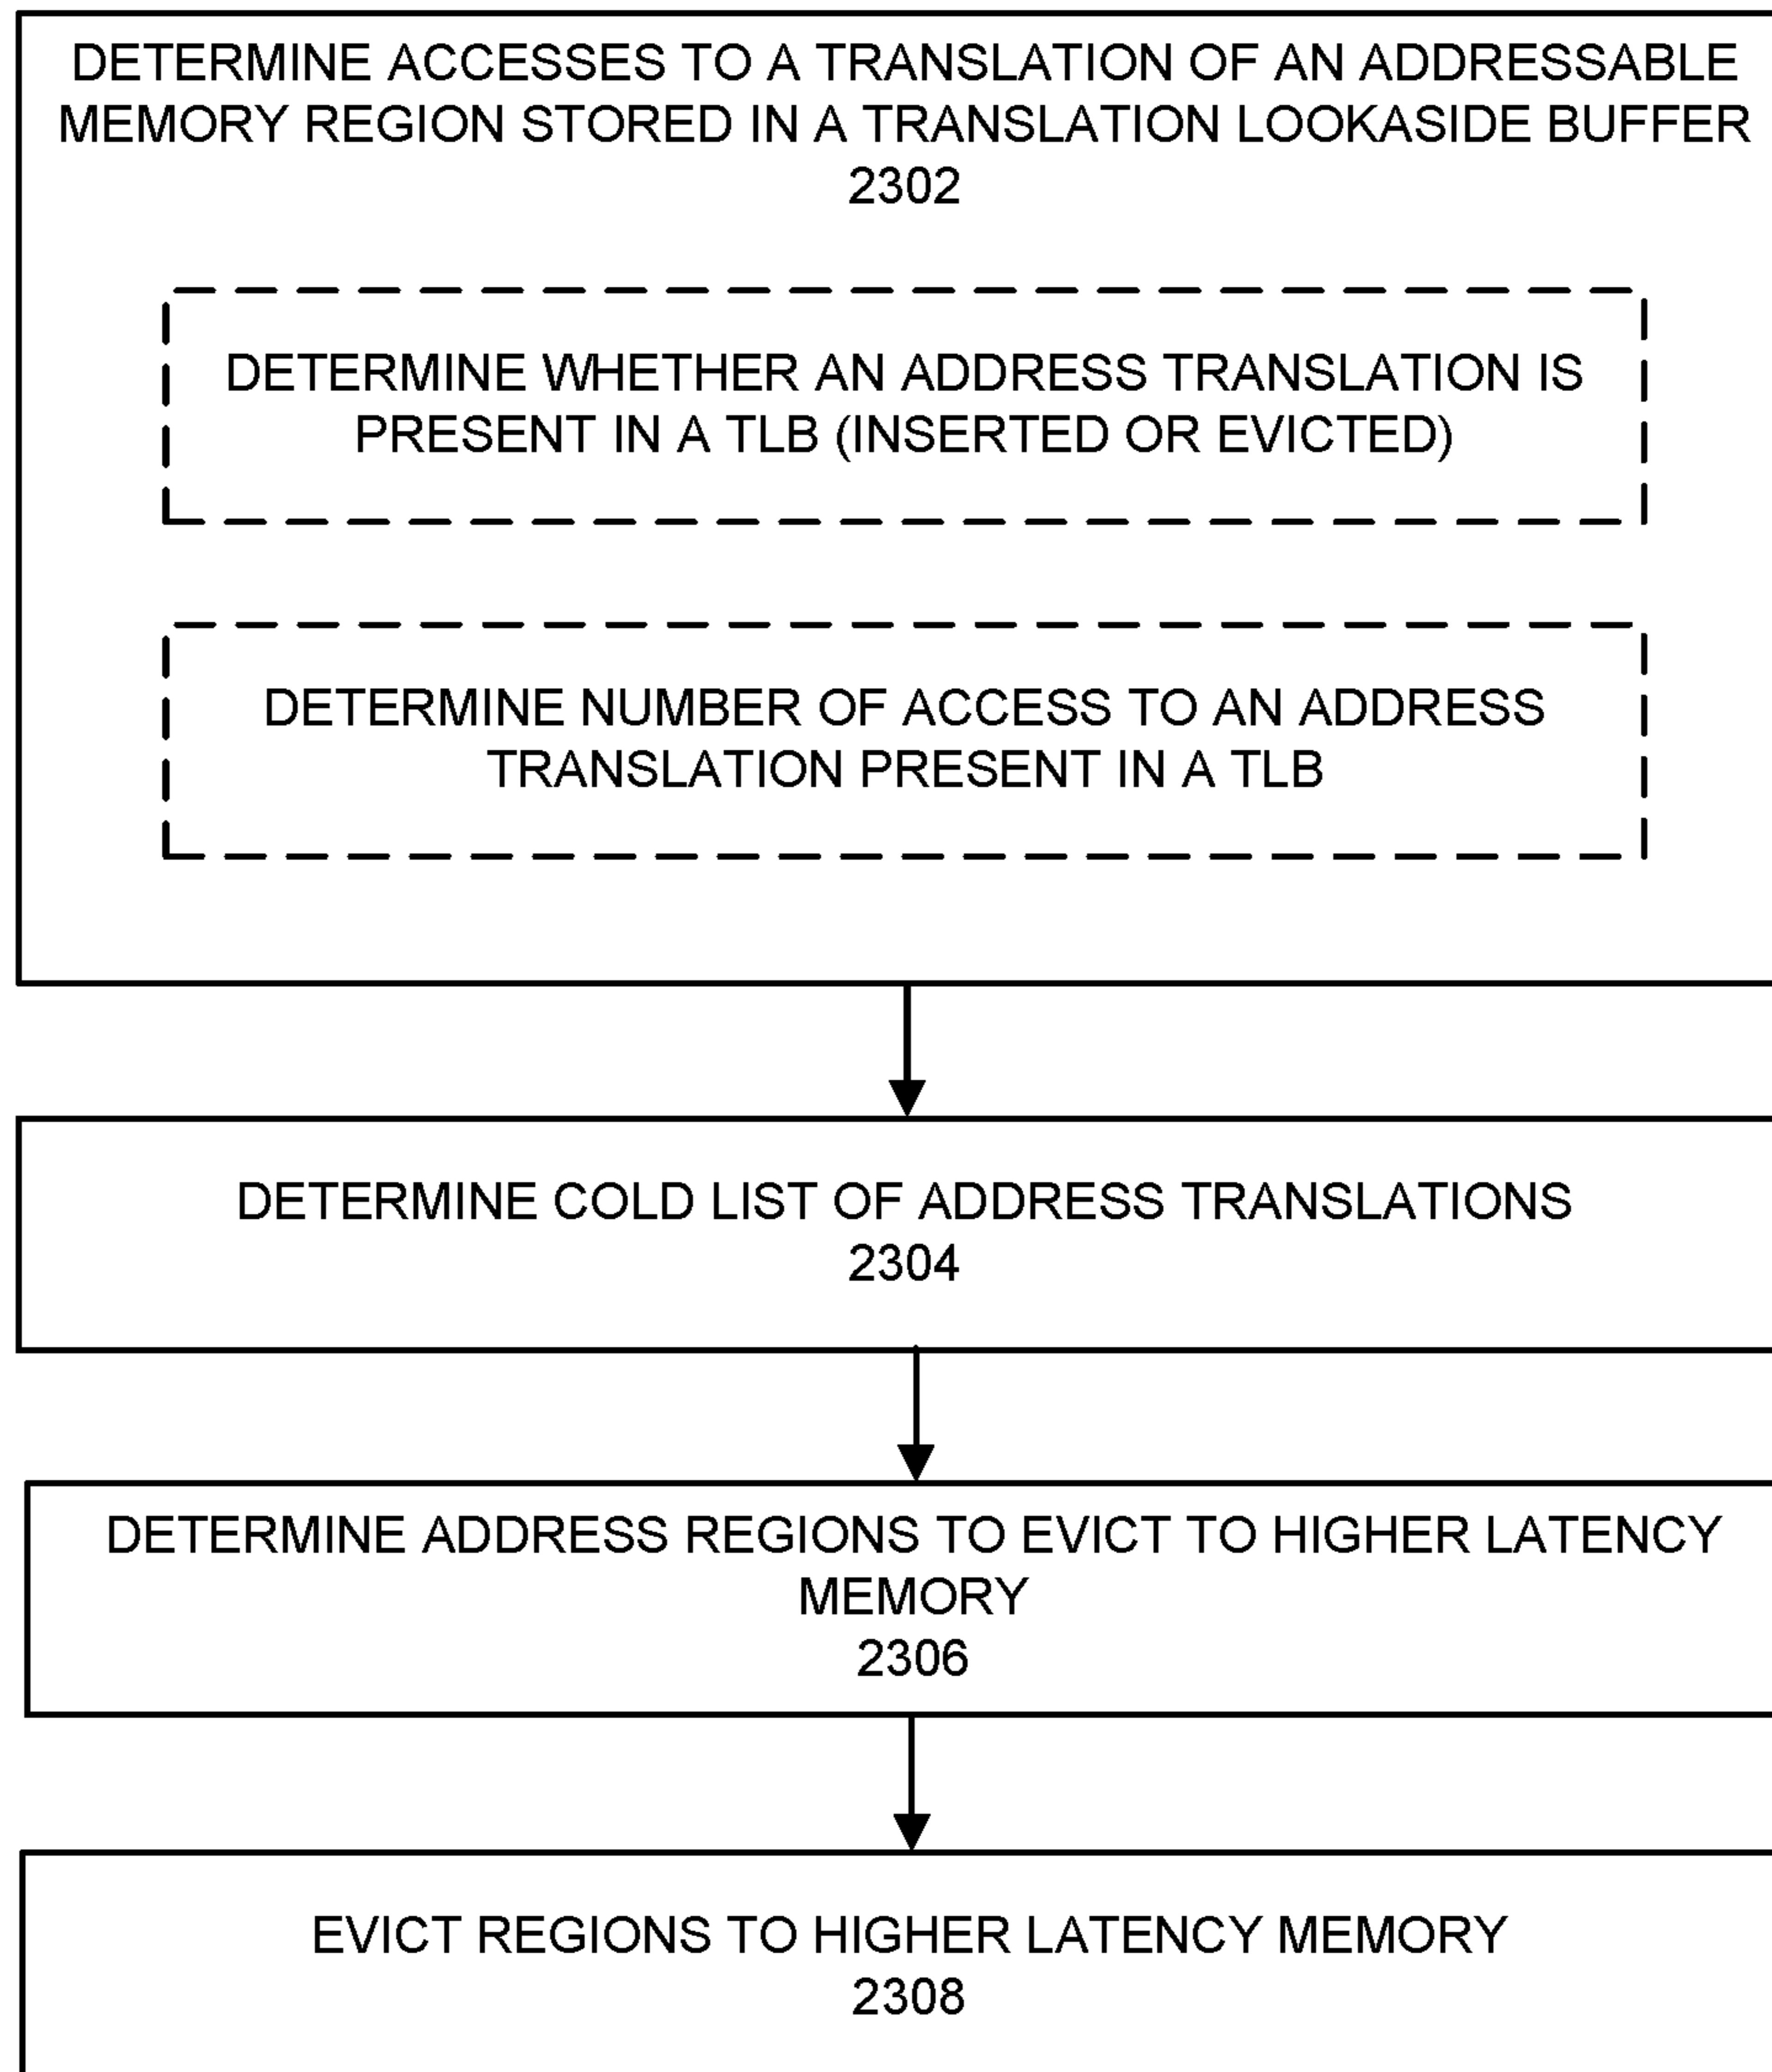 DETERMINE ACCESSES TO A TRANSLATION OF AN ADDRESSABLE
MEMORY REGION STORED IN A TRANSLATION LOOKASIDE BUFFER
2302
DETERMINE WHETHER AN ADDRESS TRANSLATION IS
PRESENT IN A TLB (INSERTED OR EVICTED)
DETERMINE NUMBER OF ACCESS TO AN ADDRESS
TRANSLATION PRESENT IN A TLB
DETERMINE COLD LIST OF ADDRESS TRANSLATIONS
2304
DETERMINE ADDRESS REGIONS TO EVICT TO HIGHER LATENCY
MEMORY
2306
EVICT REGIONS TO HIGHER LATENCY MEMORY
2308